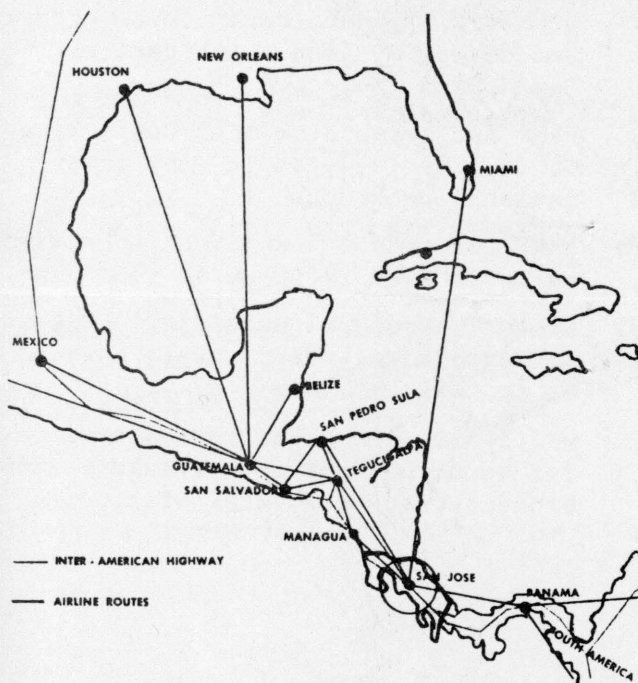 NEW ORLEANS
HOUSTON
MIAMI
MEXICO
BELIZE
SAN PEDRO SULA
GUATEMALA
TEGUCIGALPA
SAN SALVADOR
MANAGUA
INTER - AMERICAN HIGHWAY
SAN JOSE
PANAMA
AIRLINE ROUTES
SOUTH AMERICA